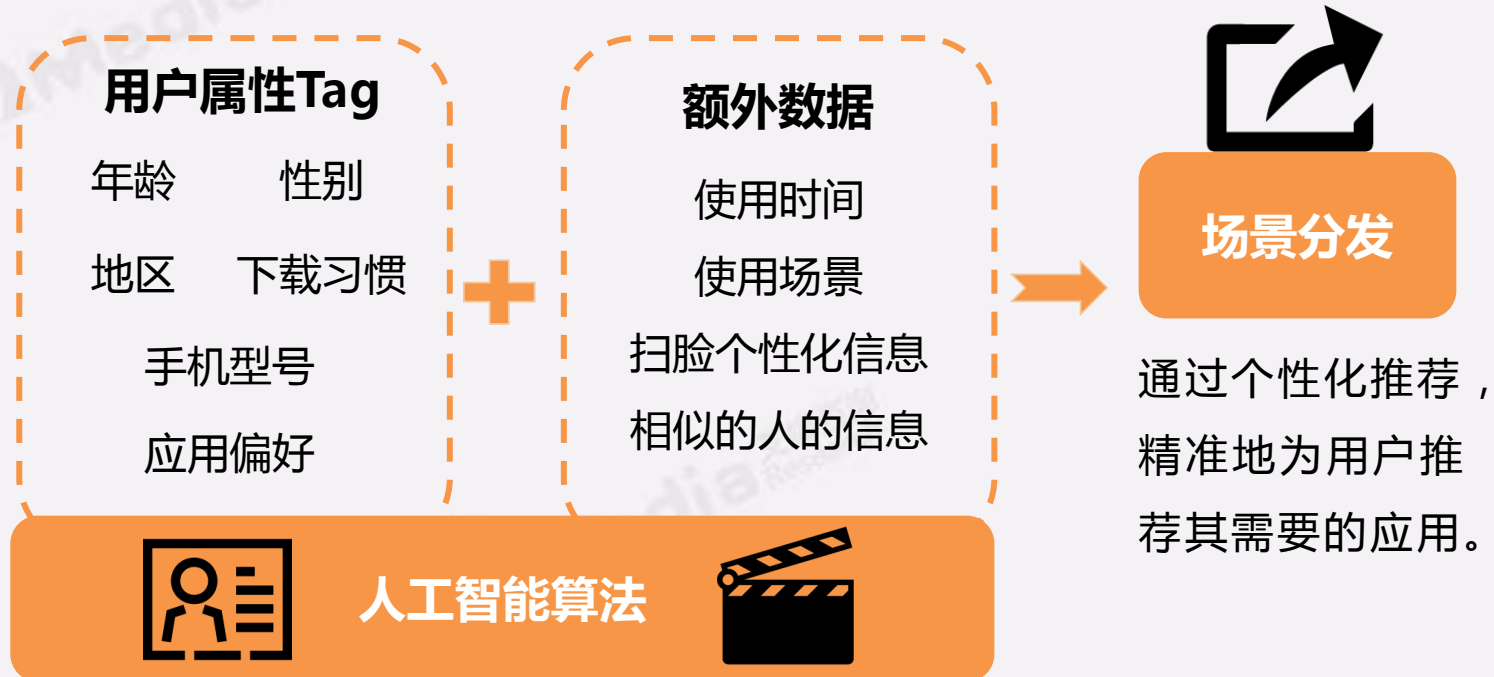 用户属性Tag
年龄 性别
地区 下载习惯
手机型号
应用偏好
额外数据
使用时间
使用场景
扫脸个性化信息
相似的人的信息
人工智能算法
场景分发
通过个性化推荐，
精准地为用户推
荐其需要的应用。